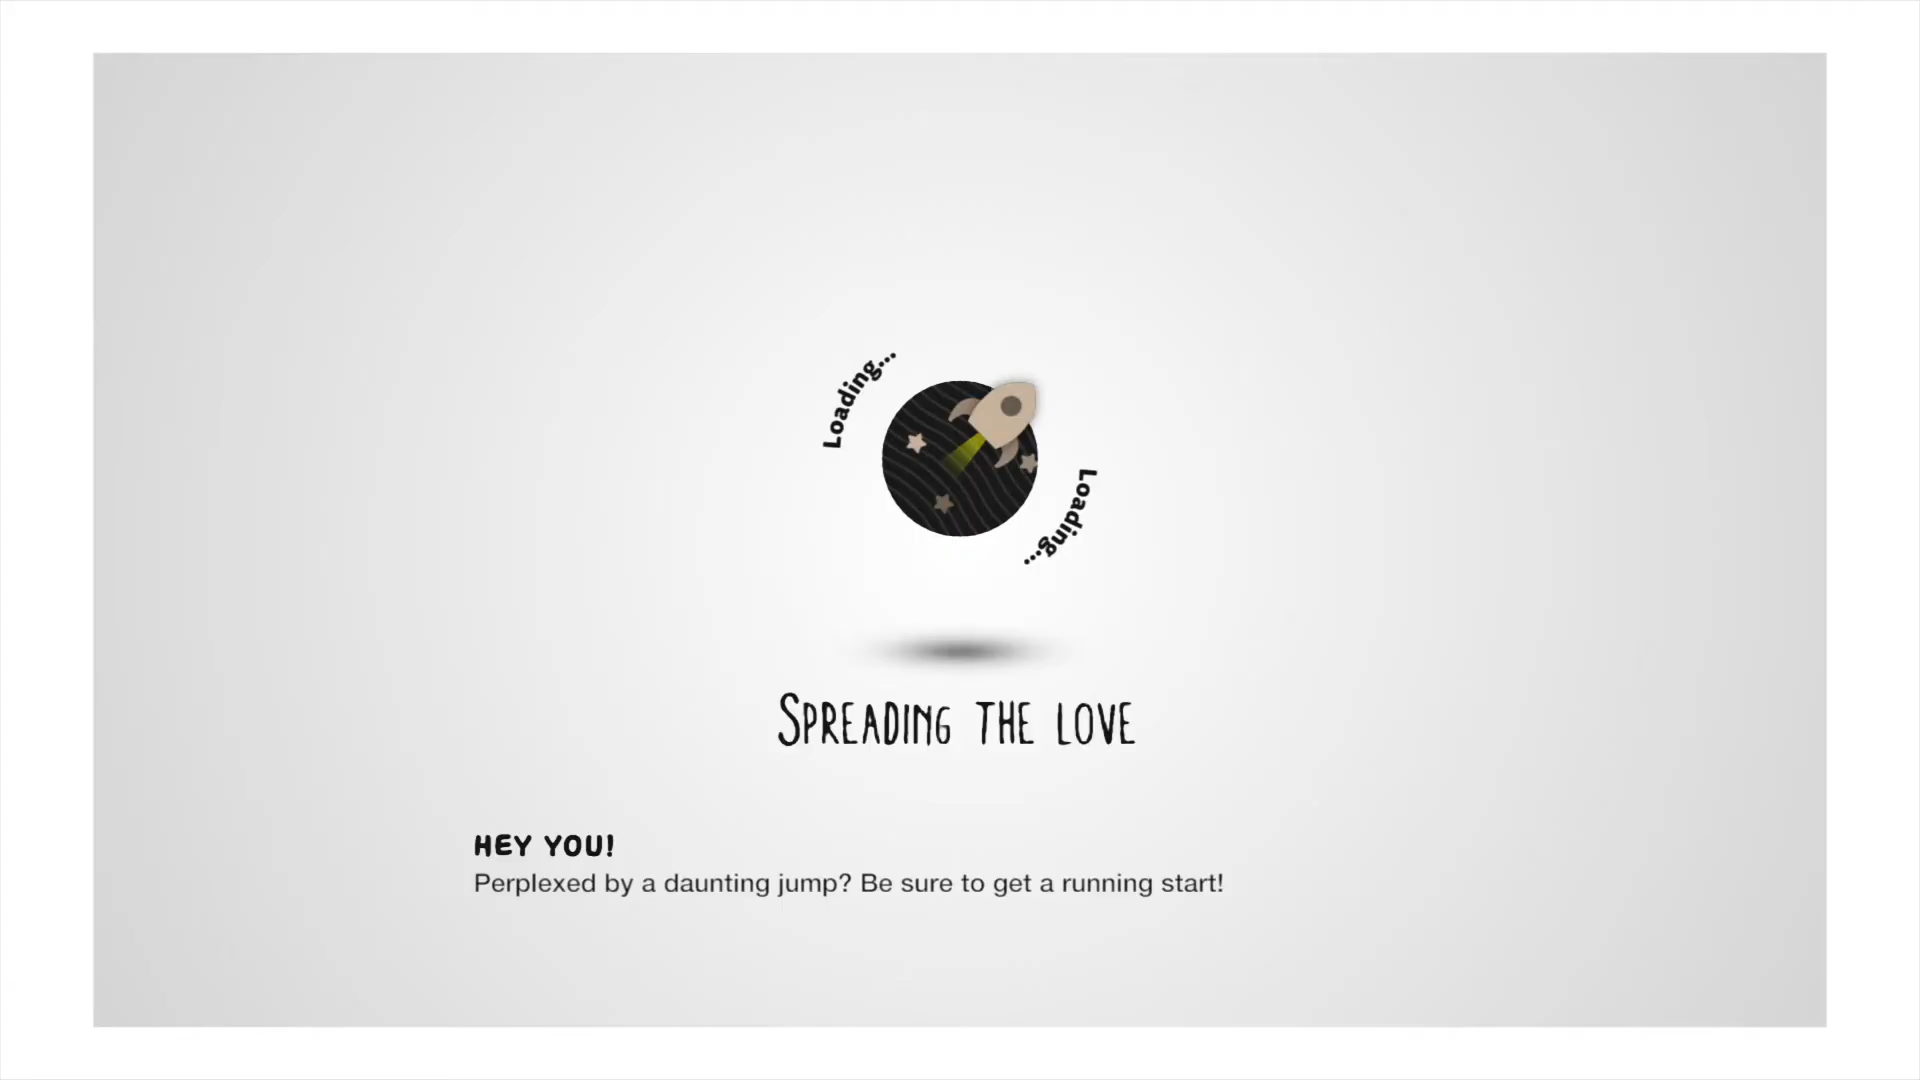 Loading...
Loading...
Spreading the love
HEY YOU!
Perplexed by a daunting jump? Be sure to get a running start!